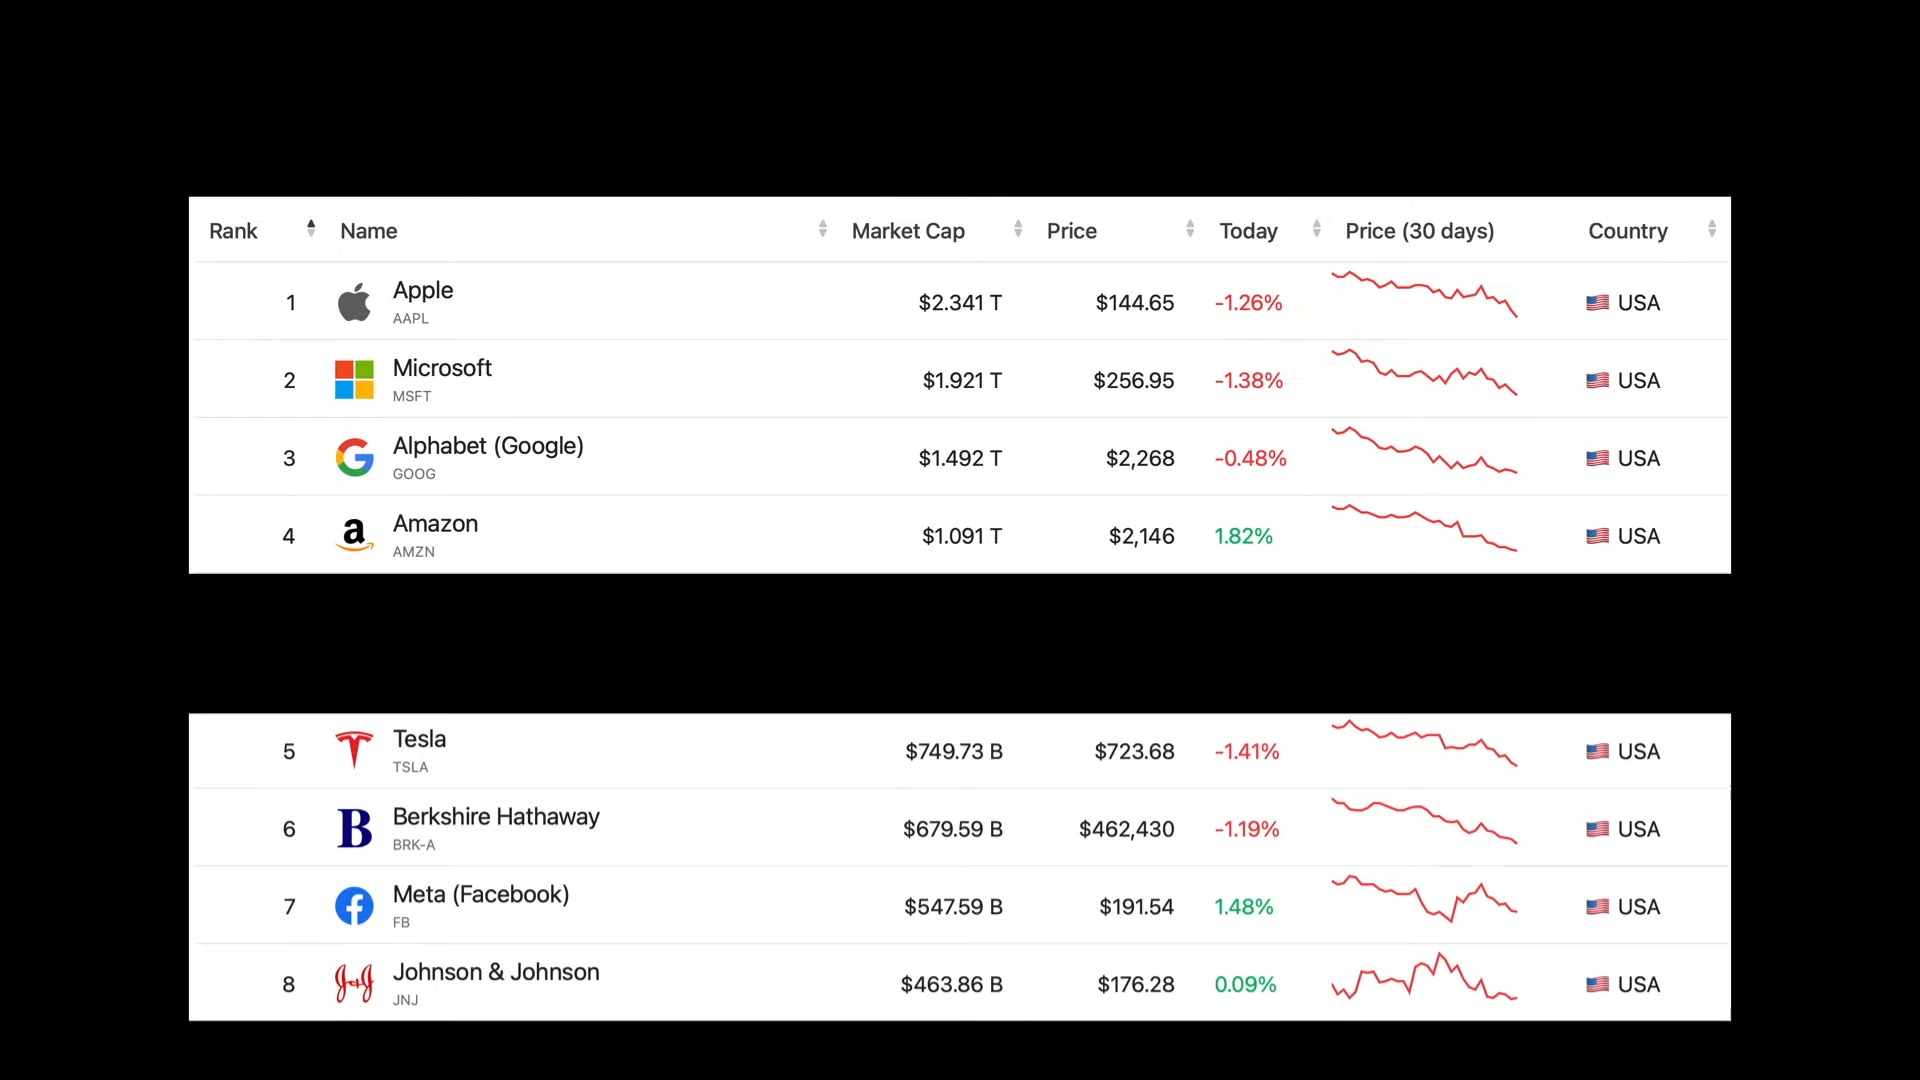 Rank Name Market Cap Price Today Price (30 days) Country
1 Apple $2.341 T $144.65 -1.26% USA
AAPL
2 Microsoft $1.921 T $256.95 -1.38% USA
MSFT
3 Alphabet (Google) $1.492 T $2,268 -0.48% USA
GOOG
4 Amazon $1.091 T $2,146 1.82% USA
AMZN
5 Tesla $749.73 B $723.68 -1.41% USA
TSLA
6 Berkshire Hathaway $679.59 B $462,430 -1.19% USA
BRK-A
7 Meta (Facebook) $547.59 B $191.54 1.48% USA
FB
8 Johnson & Johnson $463.86 B $176.28 0.09% USA
JNJ